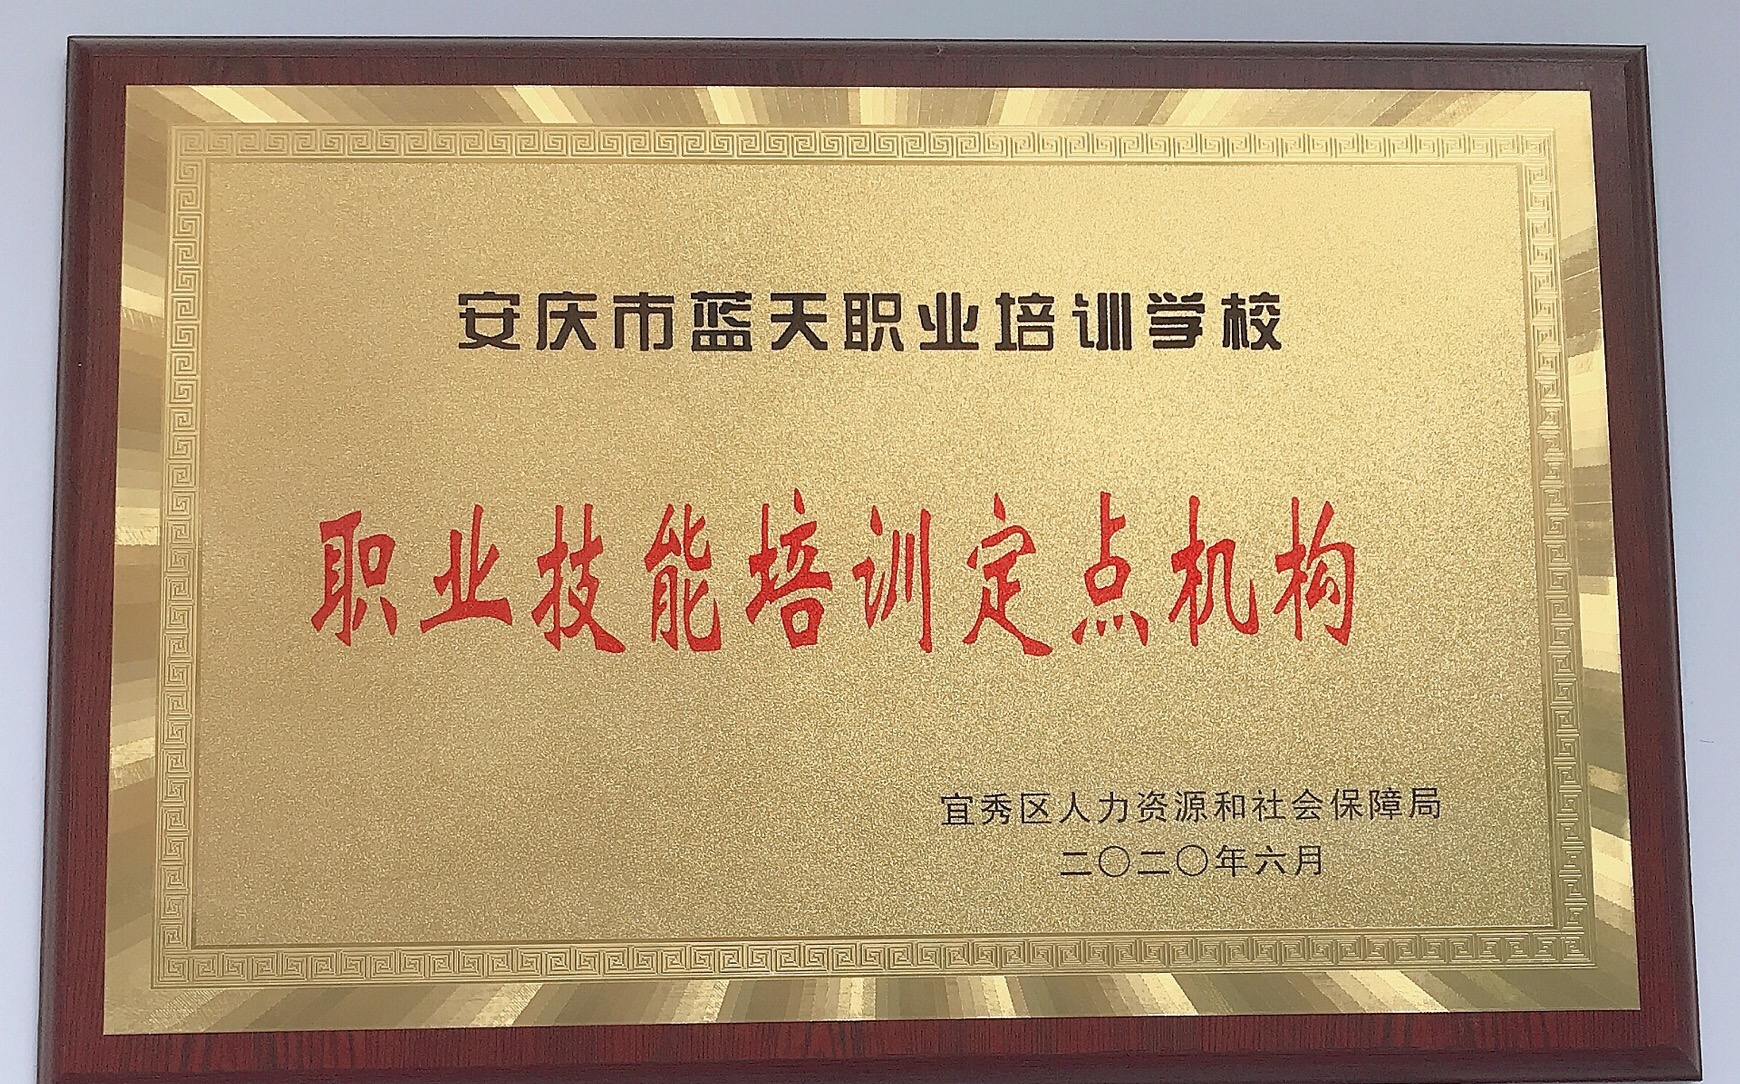 安庆市蓝天职业培训学校
职业技能培训定点机构
宜秀区人力资源和社会保障局
二〇二〇年六月